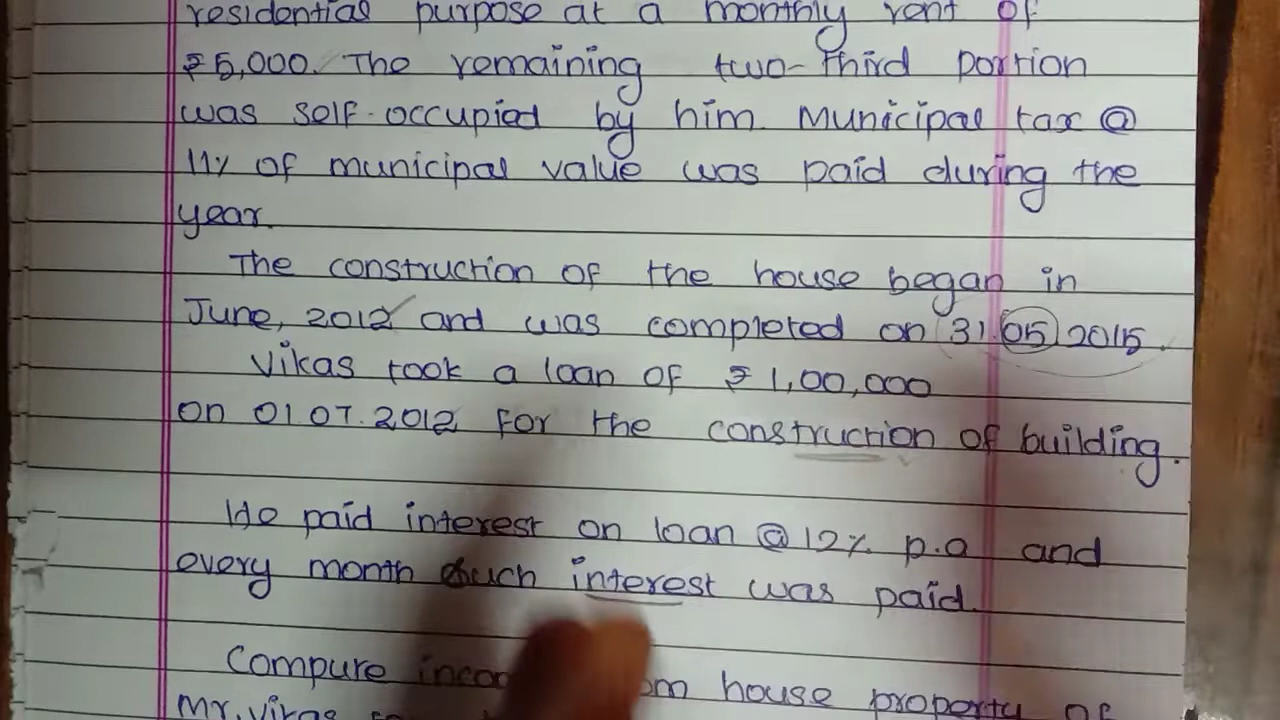 residential purpose at a monthly rent of
₹5,000. The remaining two-third portion
was self-occupied by him. Municipal tax @
11% of municipal value was paid during the
year.
The construction of the house began in
June, 2012 and was completed on 31.05.2015.
Vikas took a loan of ₹1,00,000
on 01.07.2012 for the construction of building.
He paid interest on loan @ 12% p.a and
every month such interest was paid.
Compute house property of
Mr. Vikas